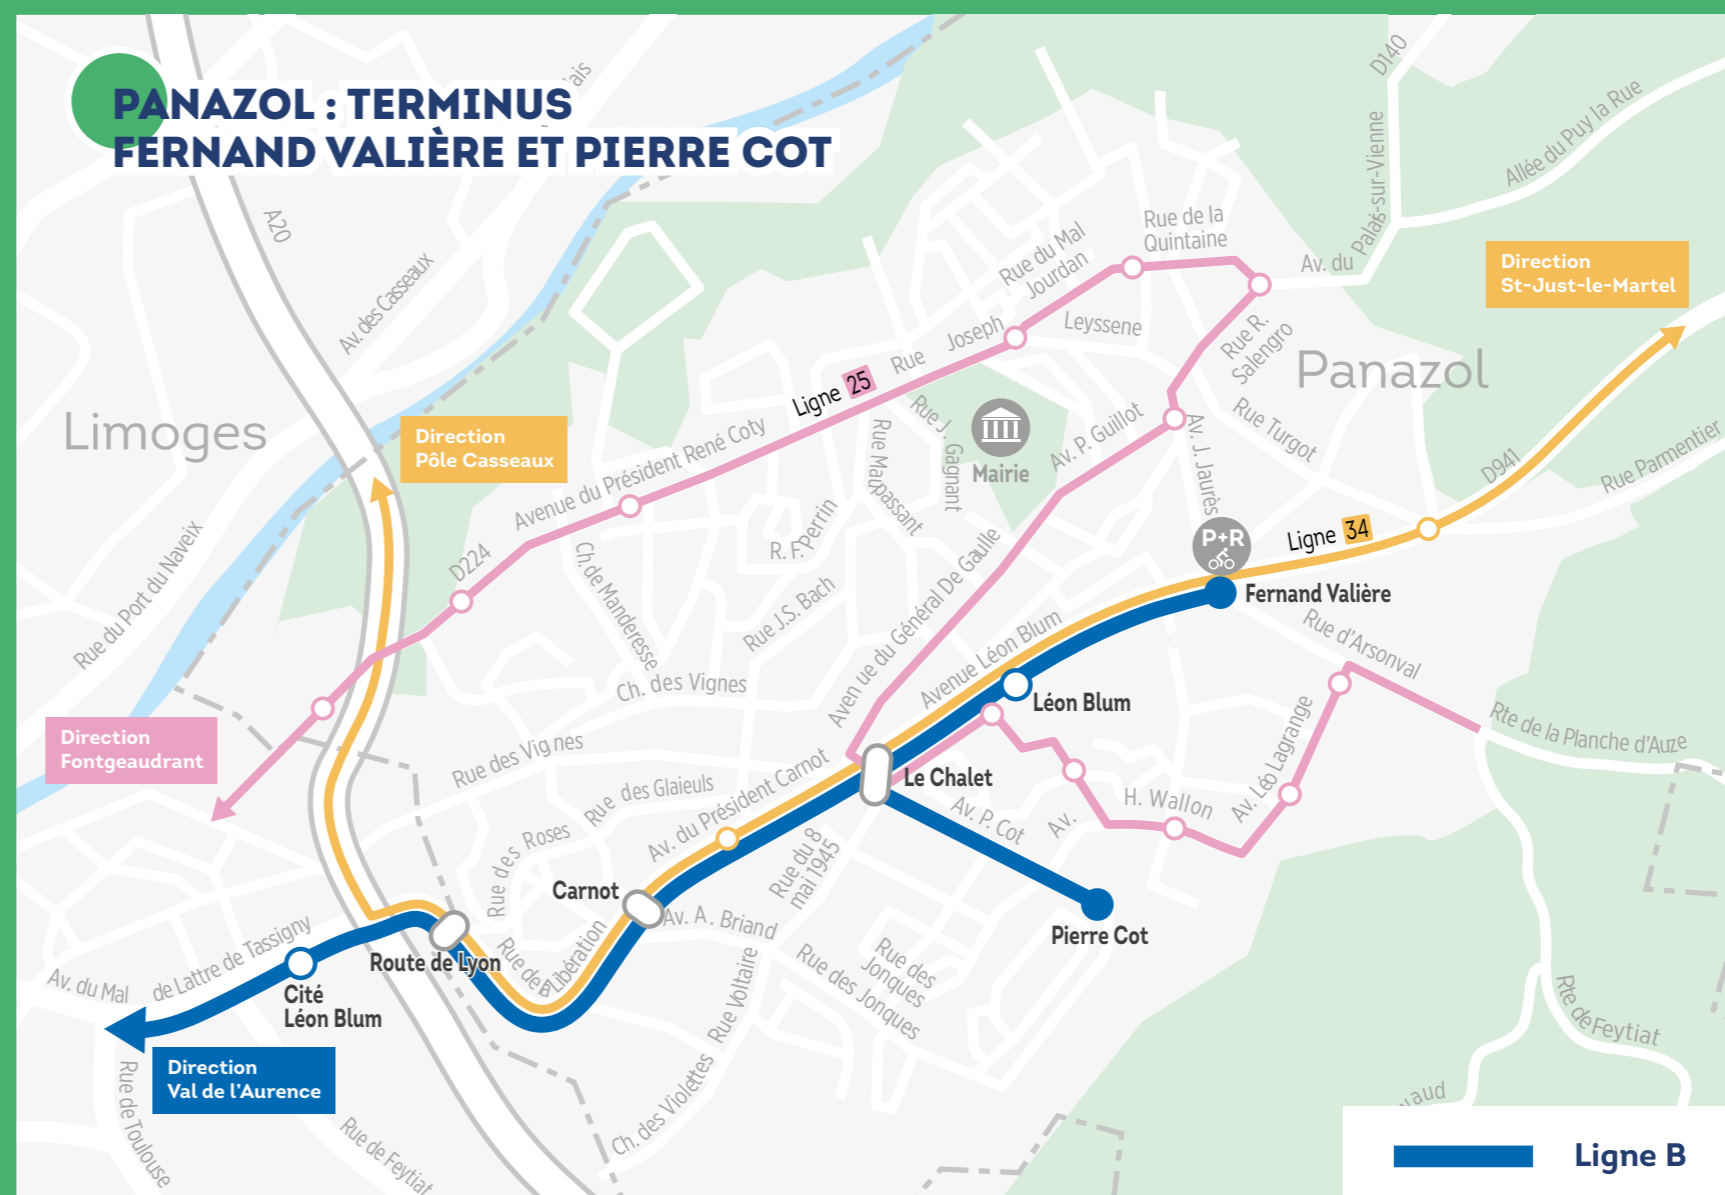 PANAZOL : TERMINUS
FERNAND VALIÈRE ET PIERRE COT
A20
Av. des Casseaux
D140
Av. du Palais-sur-Vienne
Allée du Puy la Rue
Direction
St-Just-le-Martel
Rue de la
Quintaine
Rue du Mal
Jourdan
Leyssene
Rue Joseph
Ligne 25
Rue R.
Salengro
Panazol
Limoges
Direction
Pôle Casseaux
Avenue du Président René Coty
Rue Maupassant
Rue J. Gagnant
Mairie
Av. P. Guillot
Av. J. Jaurès
Rue Turgot
D941
Rue Parmentier
Rue du Port du Naveix
D224
Ch. de Manderesse
R. F. Perrin
Rue J.S. Bach
Aven ue du Général De Gaulle
P+R
Ligne 34
Fernand Valière
Rue d'Arsonval
Avenue Léon Blum
Ch. des Vignes
Léon Blum
Direction
Fontgeaudrant
Rue des Vignes
Rue des Glaieuls
Av. du Président Carnot
Le Chalet
Av. P. Cot
Av. H. Wallon
Av. Léo Lagrange
Rte de la Planche d'Auze
Rue des Roses
Carnot
Rue du 8
mai 1945
Av. A. Briand
Pierre Cot
Rue de la Libération
Route de Lyon
Av. du Mal de Lattre de Tassigny
Cité
Léon Blum
Rue Voltaire
Rue des Jonques
Rue des
Jonques
Rte de Feytiat
Direction
Val de l'Aurence
Rue de Toulouse
Rue de Feytiat
Ch. des Violettes
Ligne B